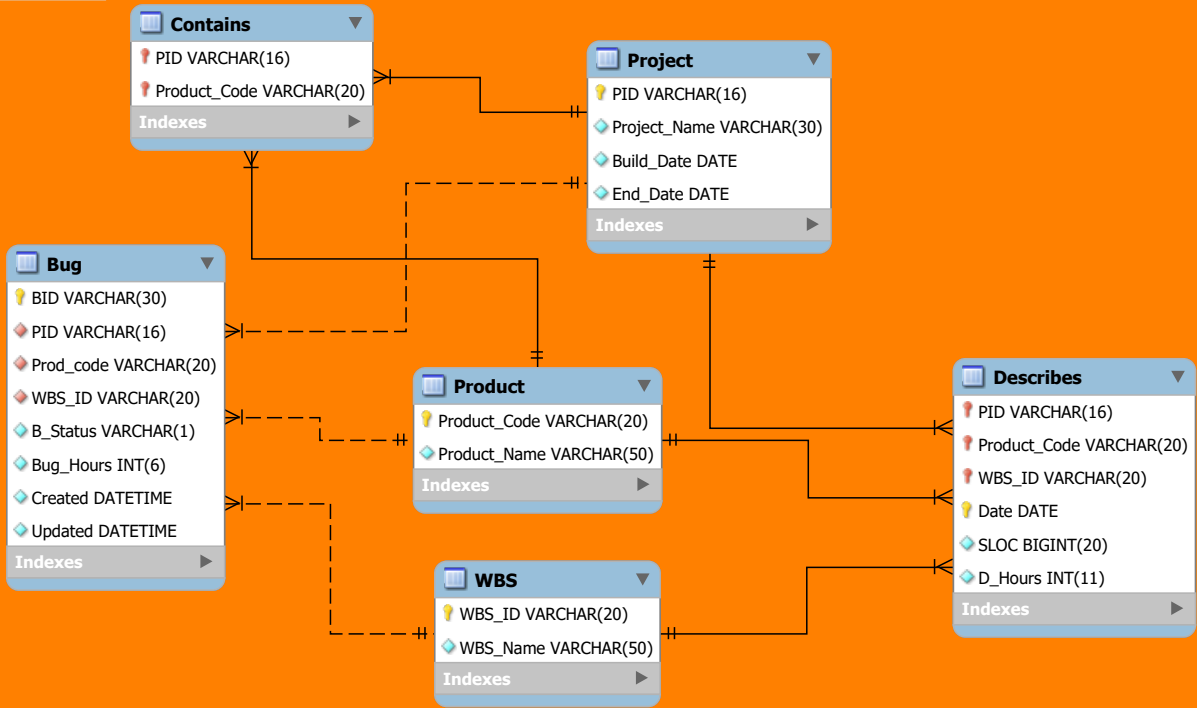 Contains
PID VARCHAR(16)
Product_Code VARCHAR(20)
Indexes
Project
PID VARCHAR(16)
Project_Name VARCHAR(30)
Build_Date DATE
End_Date DATE
Indexes
Bug
BID VARCHAR(30)
PID VARCHAR(16)
Prod_code VARCHAR(20)
WBS_ID VARCHAR(20)
B_Status VARCHAR(1)
Bug_Hours INT(6)
Created DATETIME
Updated DATETIME
Indexes
Product
Product_Code VARCHAR(20)
Product_Name VARCHAR(50)
Indexes
Describes
PID VARCHAR(16)
Product_Code VARCHAR(20)
WBS_ID VARCHAR(20)
Date DATE
SLOC BIGINT(20)
D_Hours INT(11)
Indexes
WBS
WBS_ID VARCHAR(20)
WBS_Name VARCHAR(50)
Indexes